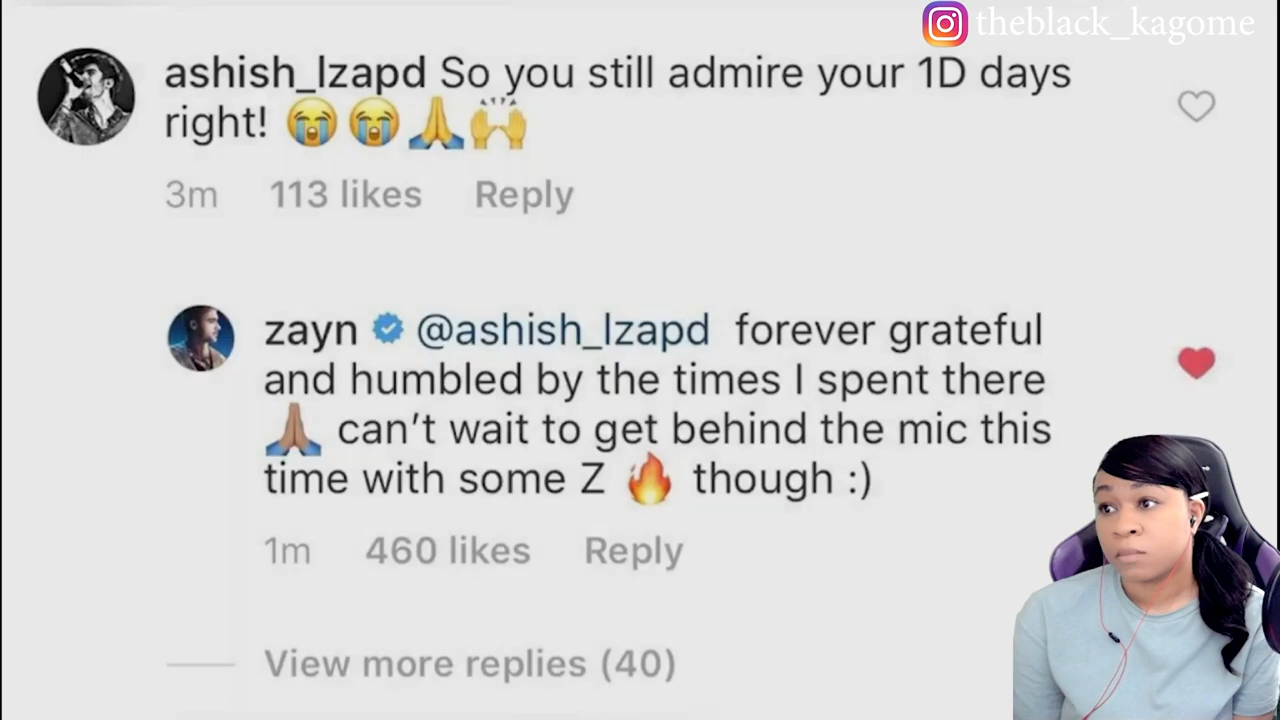 theblack_kagome
ashish_lzapd So you still admire your 1D days
right! 😭😭🙏🙌
3m 113 likes Reply
zayn @ashish_lzapd forever grateful
and humbled by the times I spent there
🙏🏽 can't wait to get behind the mic this
time with some Z 🔥 though :)
1m 460 likes Reply
View more replies (40)